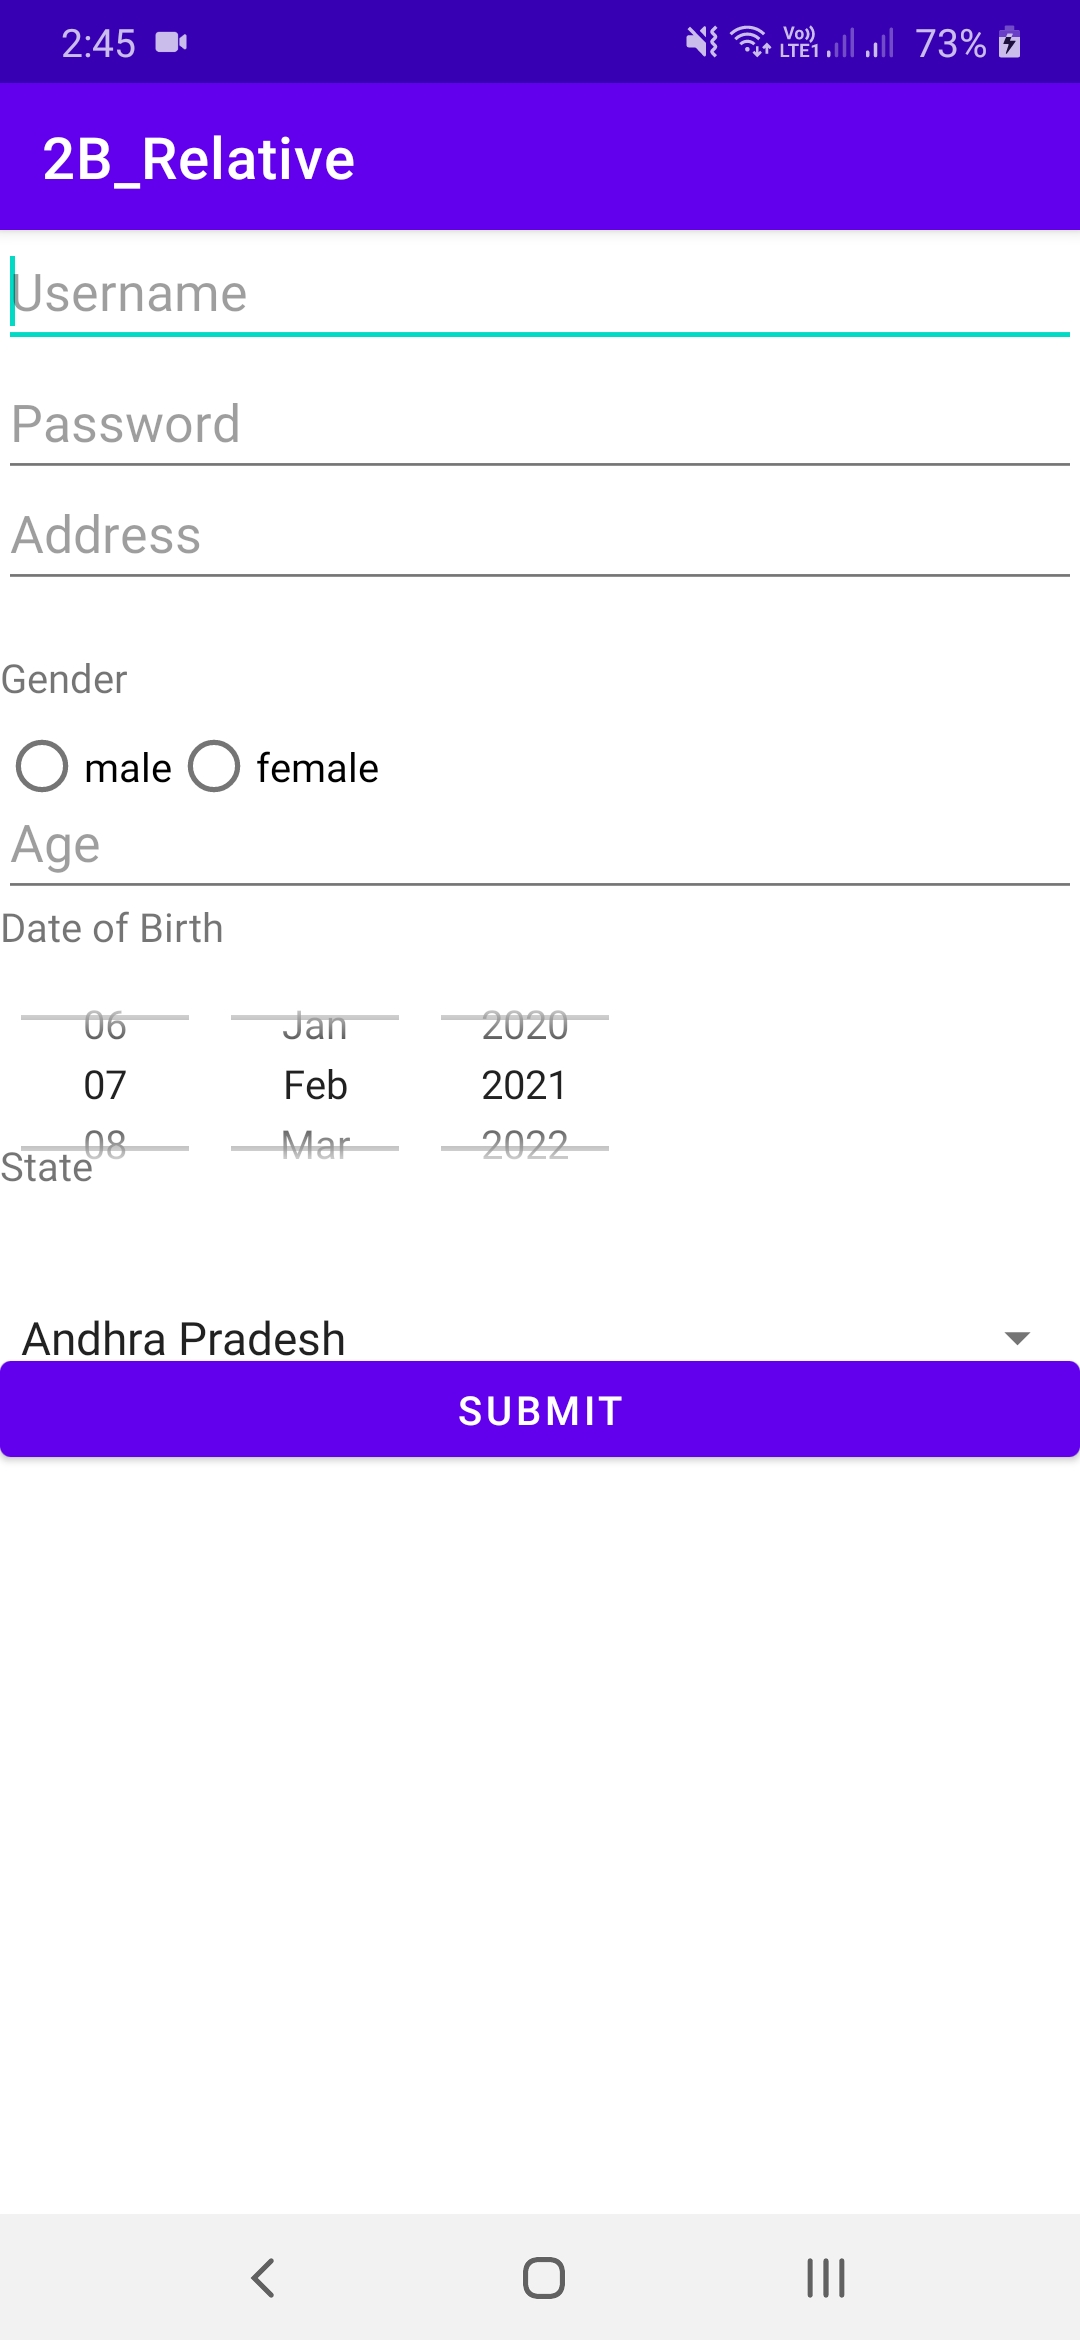 2:45 Vo)) LTE1 73%
2B_Relative
Username
Password
Address
Gender
male female
Age
Date of Birth
06 Jan 2020
07 Feb 2021
08 Mar 2022
State
Andhra Pradesh
SUBMIT